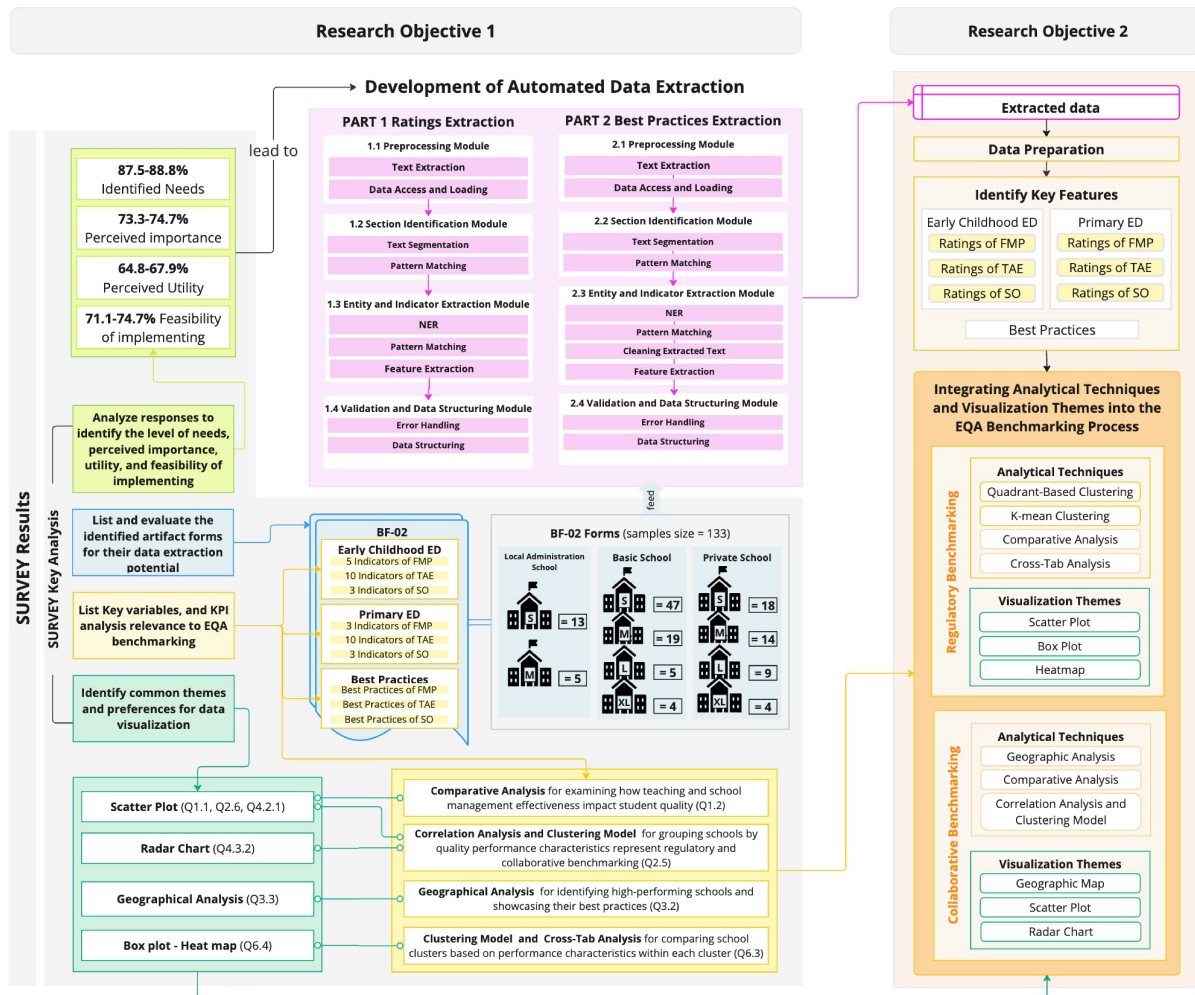 Research Objective 1
Research Objective 2
Development of Automated Data Extraction
lead to
SURVEY Results
SURVEY Key Analysis
87.5-88.8%
Identified Needs
73.3-74.7%
Perceived importance
64.8-67.9%
Perceived Utility
71.1-74.7% Feasibility
of implementing
Analyze responses to
identify the level of needs,
perceived importance,
utility, and feasibility of
implementing
List and evaluate the
identified artifact forms
for their data extraction
potential
List Key variables, and KPI
analysis relevance to EQA
benchmarking
Identify common themes
and preferences for data
visualization
PART 1 Ratings Extraction
1.1 Preprocessing Module
Text Extraction
Data Access and Loading
1.2 Section Identification Module
Text Segmentation
Pattern Matching
1.3 Entity and Indicator Extraction Module
NER
Pattern Matching
Feature Extraction
1.4 Validation and Data Structuring Module
Error Handling
Data Structuring
PART 2 Best Practices Extraction
2.1 Preprocessing Module
Text Extraction
Data Access and Loading
2.2 Section Identification Module
Text Segmentation
Pattern Matching
2.3 Entity and Indicator Extraction Module
NER
Pattern Matching
Cleaning Extracted Text
Feature Extraction
2.4 Validation and Data Structuring Module
Error Handling
Data Structuring
feed
BF-02
Early Childhood ED
5 Indicators of FMP
10 Indicators of TAE
3 Indicators of SO
Primary ED
3 Indicators of FMP
10 Indicators of TAE
3 Indicators of SO
Best Practices
Best Practices of FMP
Best Practices of TAE
Best Practices of SO
BF-02 Forms (samples size = 133)
Local Administration
School
S = 13
M = 5
Basic School
S = 47
M = 19
L = 5
XL = 4
Private School
S = 18
M = 14
L = 9
XL = 4
Scatter Plot (Q1.1, Q2.6, Q4.2.1)
Radar Chart (Q4.3.2)
Geographical Analysis (Q3.3)
Box plot - Heat map (Q6.4)
Comparative Analysis for examining how teaching and school
management effectiveness impact student quality (Q1.2)
Correlation Analysis and Clustering Model for grouping schools by
quality performance characteristics represent regulatory and
collaborative benchmarking (Q2.5)
Geographical Analysis for identifying high-performing schools and
showcasing their best practices (Q3.2)
Clustering Model and Cross-Tab Analysis for comparing school
clusters based on performance characteristics within each cluster (Q6.3)
Extracted data
Data Preparation
Identify Key Features
Early Childhood ED
Ratings of FMP
Ratings of TAE
Ratings of SO
Primary ED
Ratings of FMP
Ratings of TAE
Ratings of SO
Best Practices
Integrating Analytical Techniques
and Visualization Themes into the
EQA Benchmarking Process
Regulatory Benchmarking
Analytical Techniques
Quadrant-Based Clustering
K-mean Clustering
Comparative Analysis
Cross-Tab Analysis
Visualization Themes
Scatter Plot
Box Plot
Heatmap
Collaborative Benchmarking
Analytical Techniques
Geographic Analysis
Comparative Analysis
Correlation Analysis and
Clustering Model
Visualization Themes
Geographic Map
Scatter Plot
Radar Chart